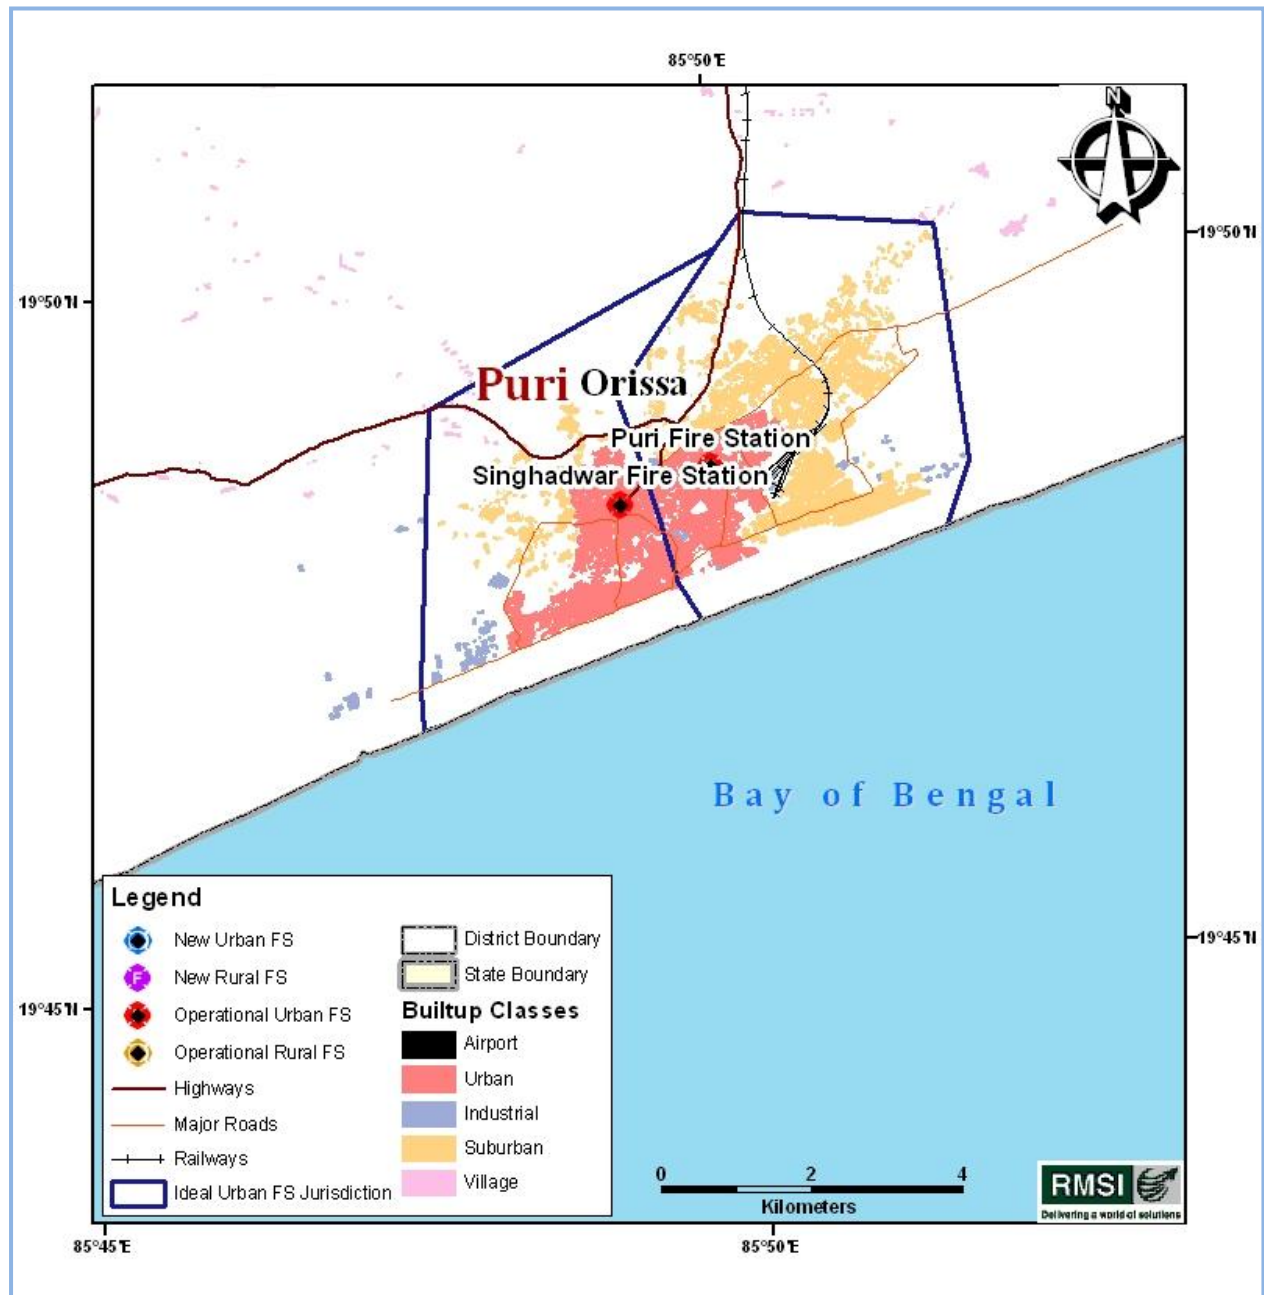 85°50'E
N
19°50'N
19°50'N
Puri Orissa
Puri Fire Station
Singhadwar Fire Station
Bay of Bengal
Legend
New Urban FS
F New Rural FS
Operational Urban FS
Operational Rural FS
Highways
Major Roads
Railways
Ideal Urban FS Jurisdiction
District Boundary
State Boundary
Builtup Classes
Airport
Urban
Industrial
Suburban
Village
19°45'N
19°45'N
0 2 4
Kilometers
RMSI
Delivering a world of solutions
85°45'E
85°50'E